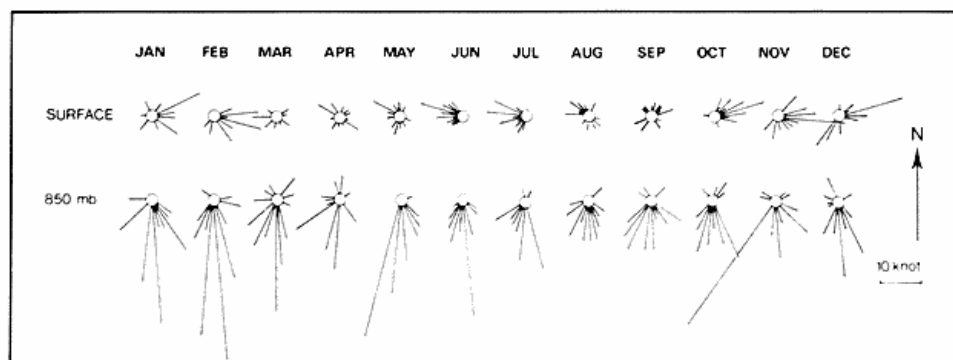 JAN FEB MAR APR MAY JUN JUL AUG SEP OCT NOV DEC
SURFACE
N
850 mb
10 knot